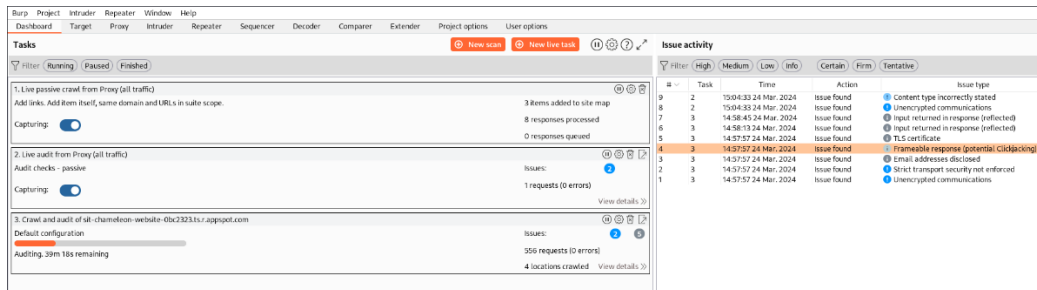 Burp Project Intruder Repeater Window Help
Dashboard Target Proxy Intruder Repeater Sequencer Decoder Comparer Extender Project options User options
Tasks
New scan New live task
Filter Running Paused Finished
1. Live passive crawl from Proxy (all traffic)
Add links. Add item itself, same domain and URLs in suite scope.
3 items added to site map
8 responses processed
Capturing:
0 responses queued
2. Live audit from Proxy (all traffic)
Audit checks - passive
Issues: 2
Capturing:
1 requests (0 errors)
View details
3. Crawl and audit of sit-chameleon-website-0bc2323.ts.r.appspot.com
Default configuration
Issues: 2 5
Auditing. 39m 18s remaining
556 requests (0 errors)
4 locations crawled View details
Issue activity
Filter High Medium Low Info Certain Firm Tentative
# Task Time Action Issue type
9 2 15:04:33 24 Mar. 2024 Issue found Content type incorrectly stated
8 2 15:04:33 24 Mar. 2024 Issue found Unencrypted communications
7 3 14:58:45 24 Mar. 2024 Issue found Input returned in response (reflected)
6 3 14:58:13 24 Mar. 2024 Issue found Input returned in response (reflected)
5 3 14:57:57 24 Mar. 2024 Issue found TLS certificate
4 3 14:57:57 24 Mar. 2024 Issue found Frameable response (potential Clickjacking)
3 3 14:57:57 24 Mar. 2024 Issue found Email addresses disclosed
2 3 14:57:57 24 Mar. 2024 Issue found Strict transport security not enforced
1 3 14:57:57 24 Mar. 2024 Issue found Unencrypted communications